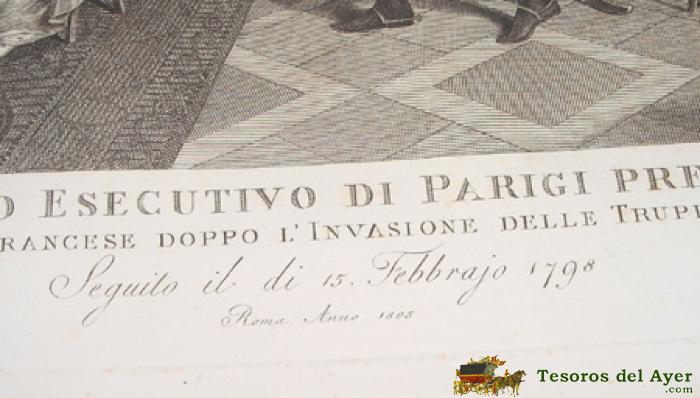 O ESECUTIVO DI PARIGI PRE
RANCESE DOPPO L'INVASIONE DELLE TRUP
Seguito il di 15. Febbrajo 1798
Roma Anno 1805
Tesoros del Ayer
.com